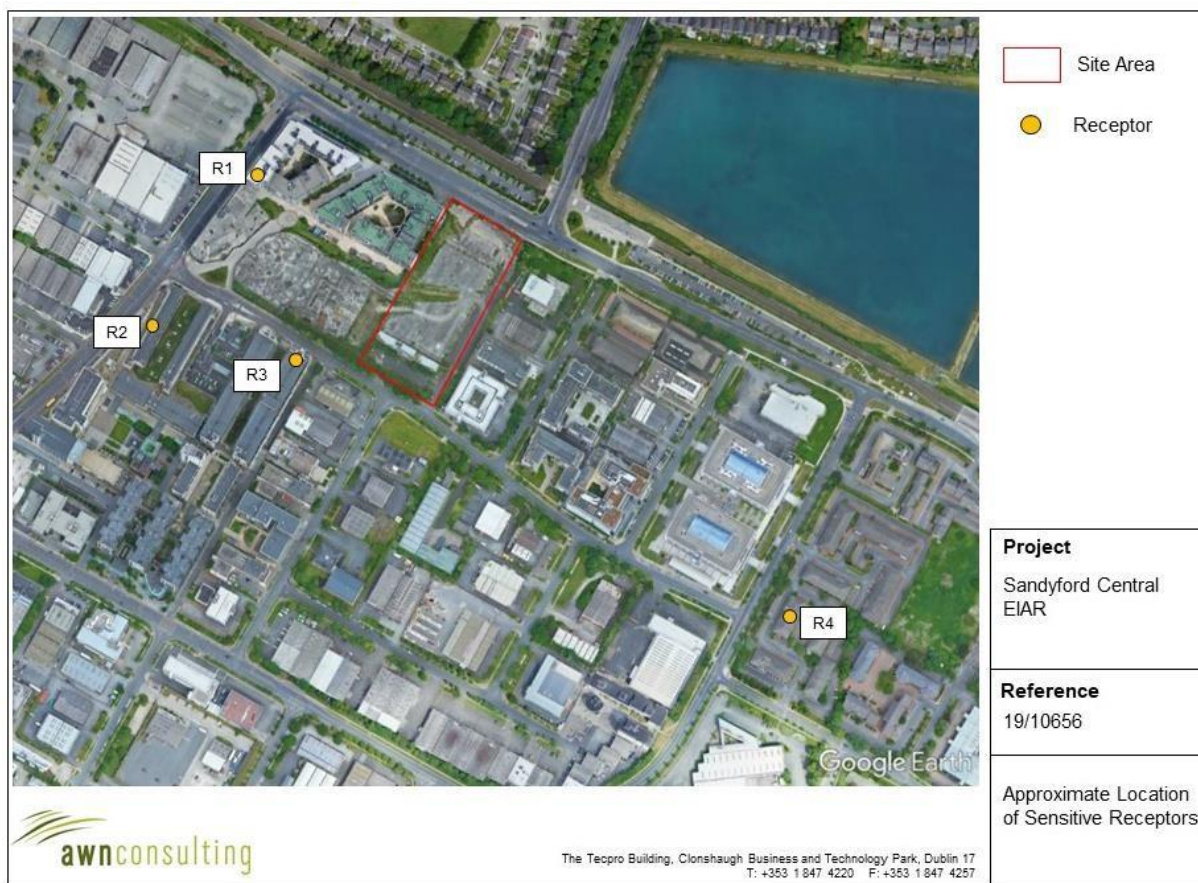 Site Area
Receptor
R1
R2
R3
R4
Google Earth
Project
Sandyford Central
EIAR
Reference
19/10656
Approximate Location
of Sensitive Receptors
awnconsulting
The Tecpro Building, Clonshaugh Business and Technology Park, Dublin 17
T: +353 1 847 4220 F: +353 1 847 4257